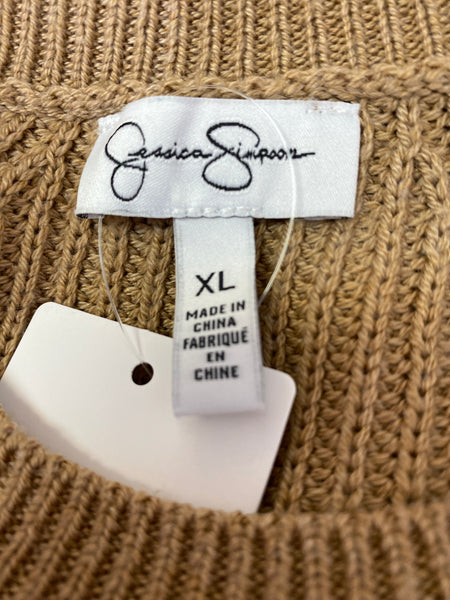 Jessica Simpson
XL
MADE IN
CHINA
FABRIQUÉ
EN
CHINE